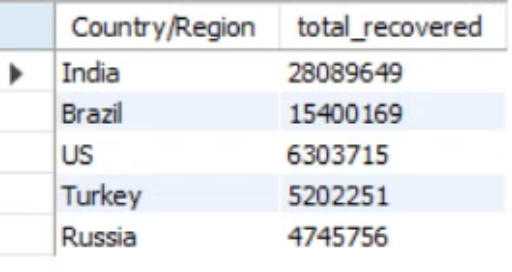 Country/Region total_recovered
India 28089649
Brazil 15400169
US 6303715
Turkey 5202251
Russia 4745756